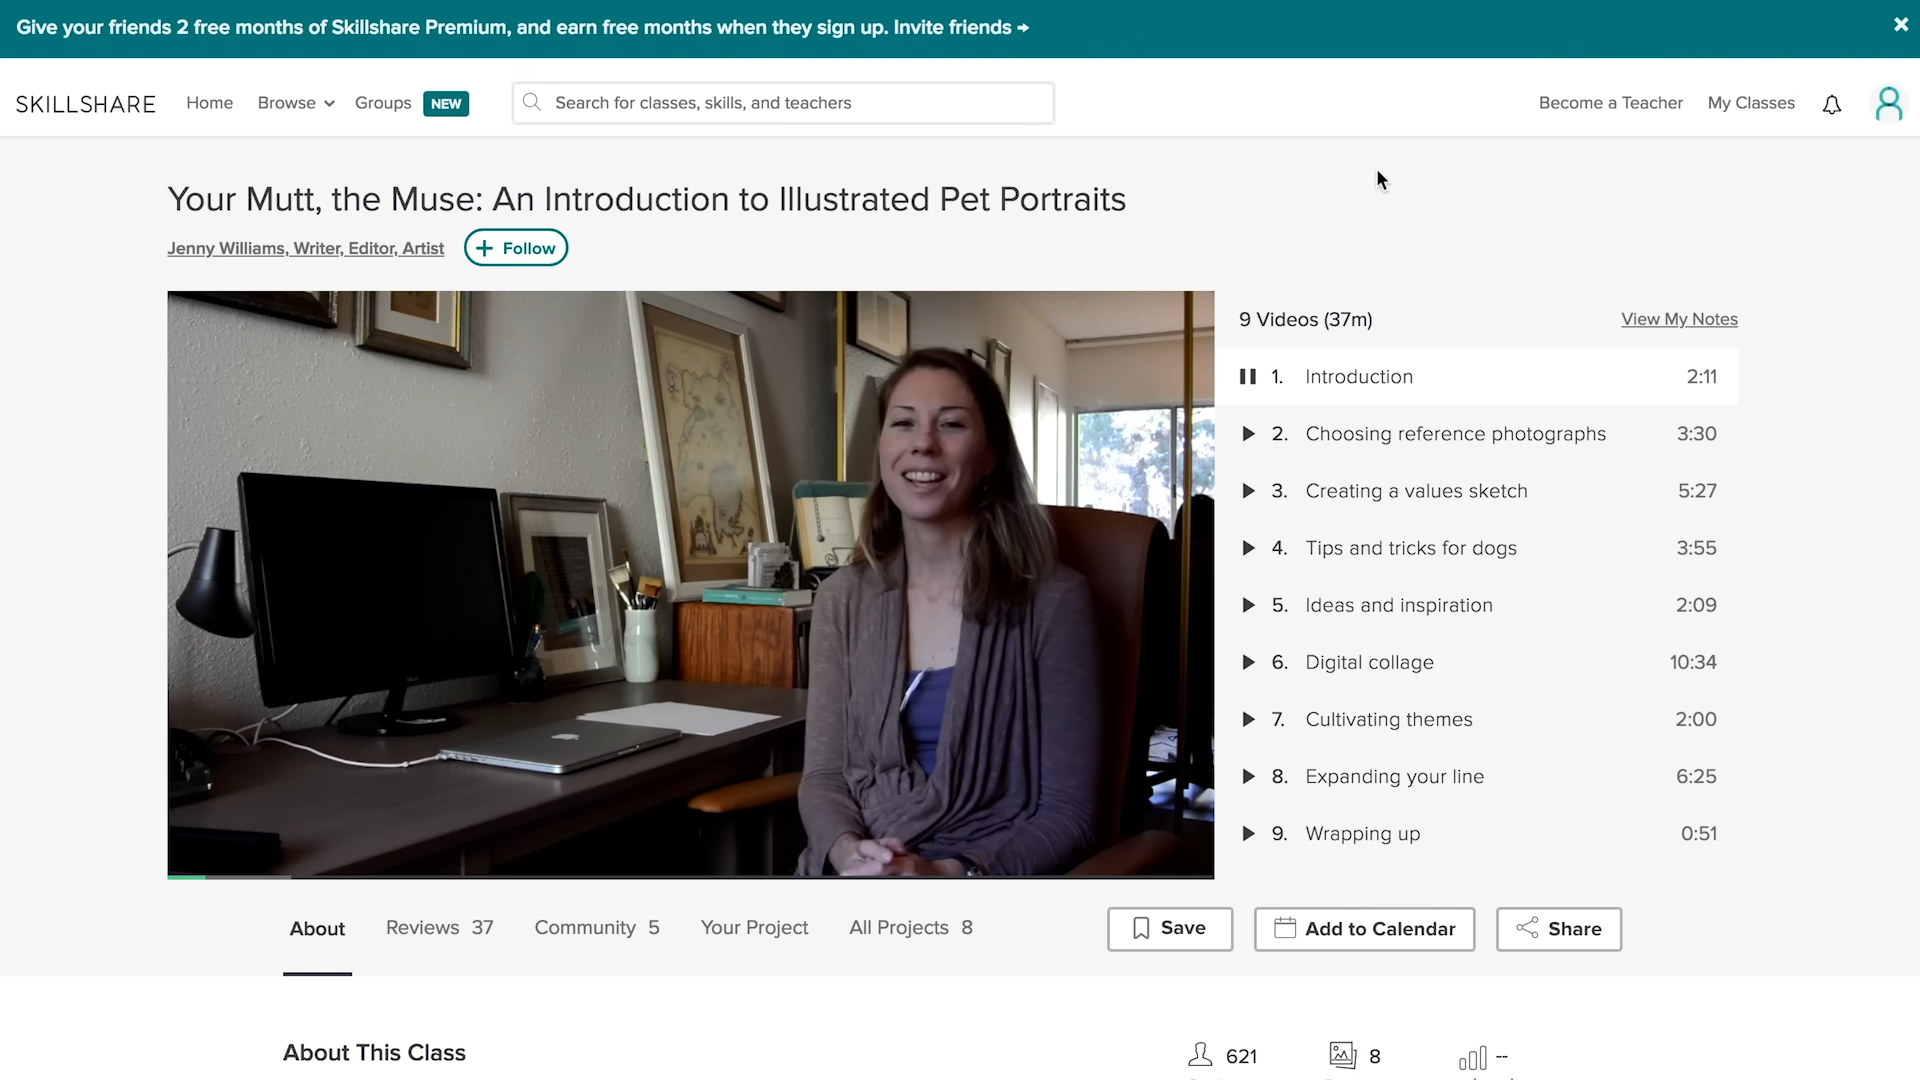 Give your friends 2 free months of Skillshare Premium, and earn free months when they sign up. Invite friends →
SKILLSHARE Home Browse Groups NEW Search for classes, skills, and teachers Become a Teacher My Classes
Your Mutt, the Muse: An Introduction to Illustrated Pet Portraits
Jenny Williams, Writer, Editor, Artist + Follow
9 Videos (37m) View My Notes
1. Introduction 2:11
2. Choosing reference photographs 3:30
3. Creating a values sketch 5:27
4. Tips and tricks for dogs 3:55
5. Ideas and inspiration 2:09
6. Digital collage 10:34
7. Cultivating themes 2:00
8. Expanding your line 6:25
9. Wrapping up 0:51
About Reviews 37 Community 5 Your Project All Projects 8 Save Add to Calendar Share
About This Class 621 8 --